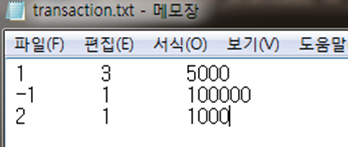 transaction.txt - 메모장
파일(F) 편집(E) 서식(O) 보기(V) 도움말
1 3 5000
-1 1 100000
2 1 1000